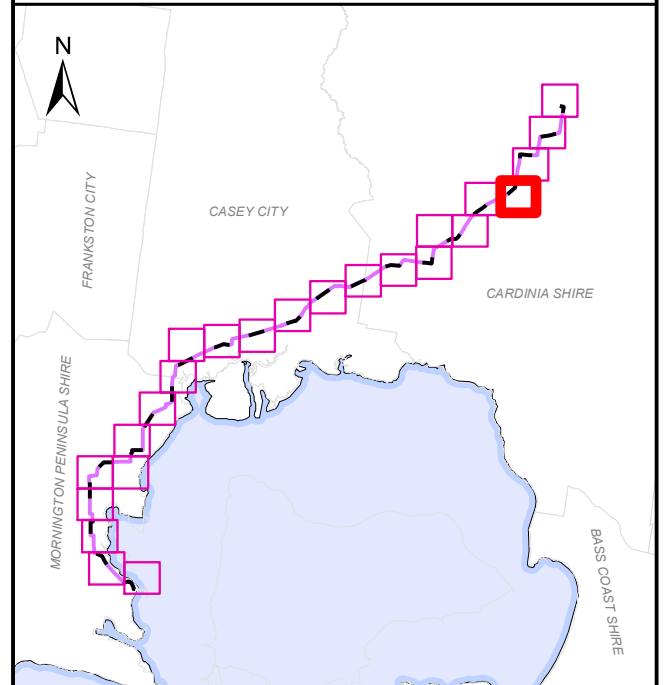 N
FRANKSTON CITY
CASEY CITY
CARDINIA SHIRE
MORNINGTON PENINSULA SHIRE
BASS COAST SHIRE